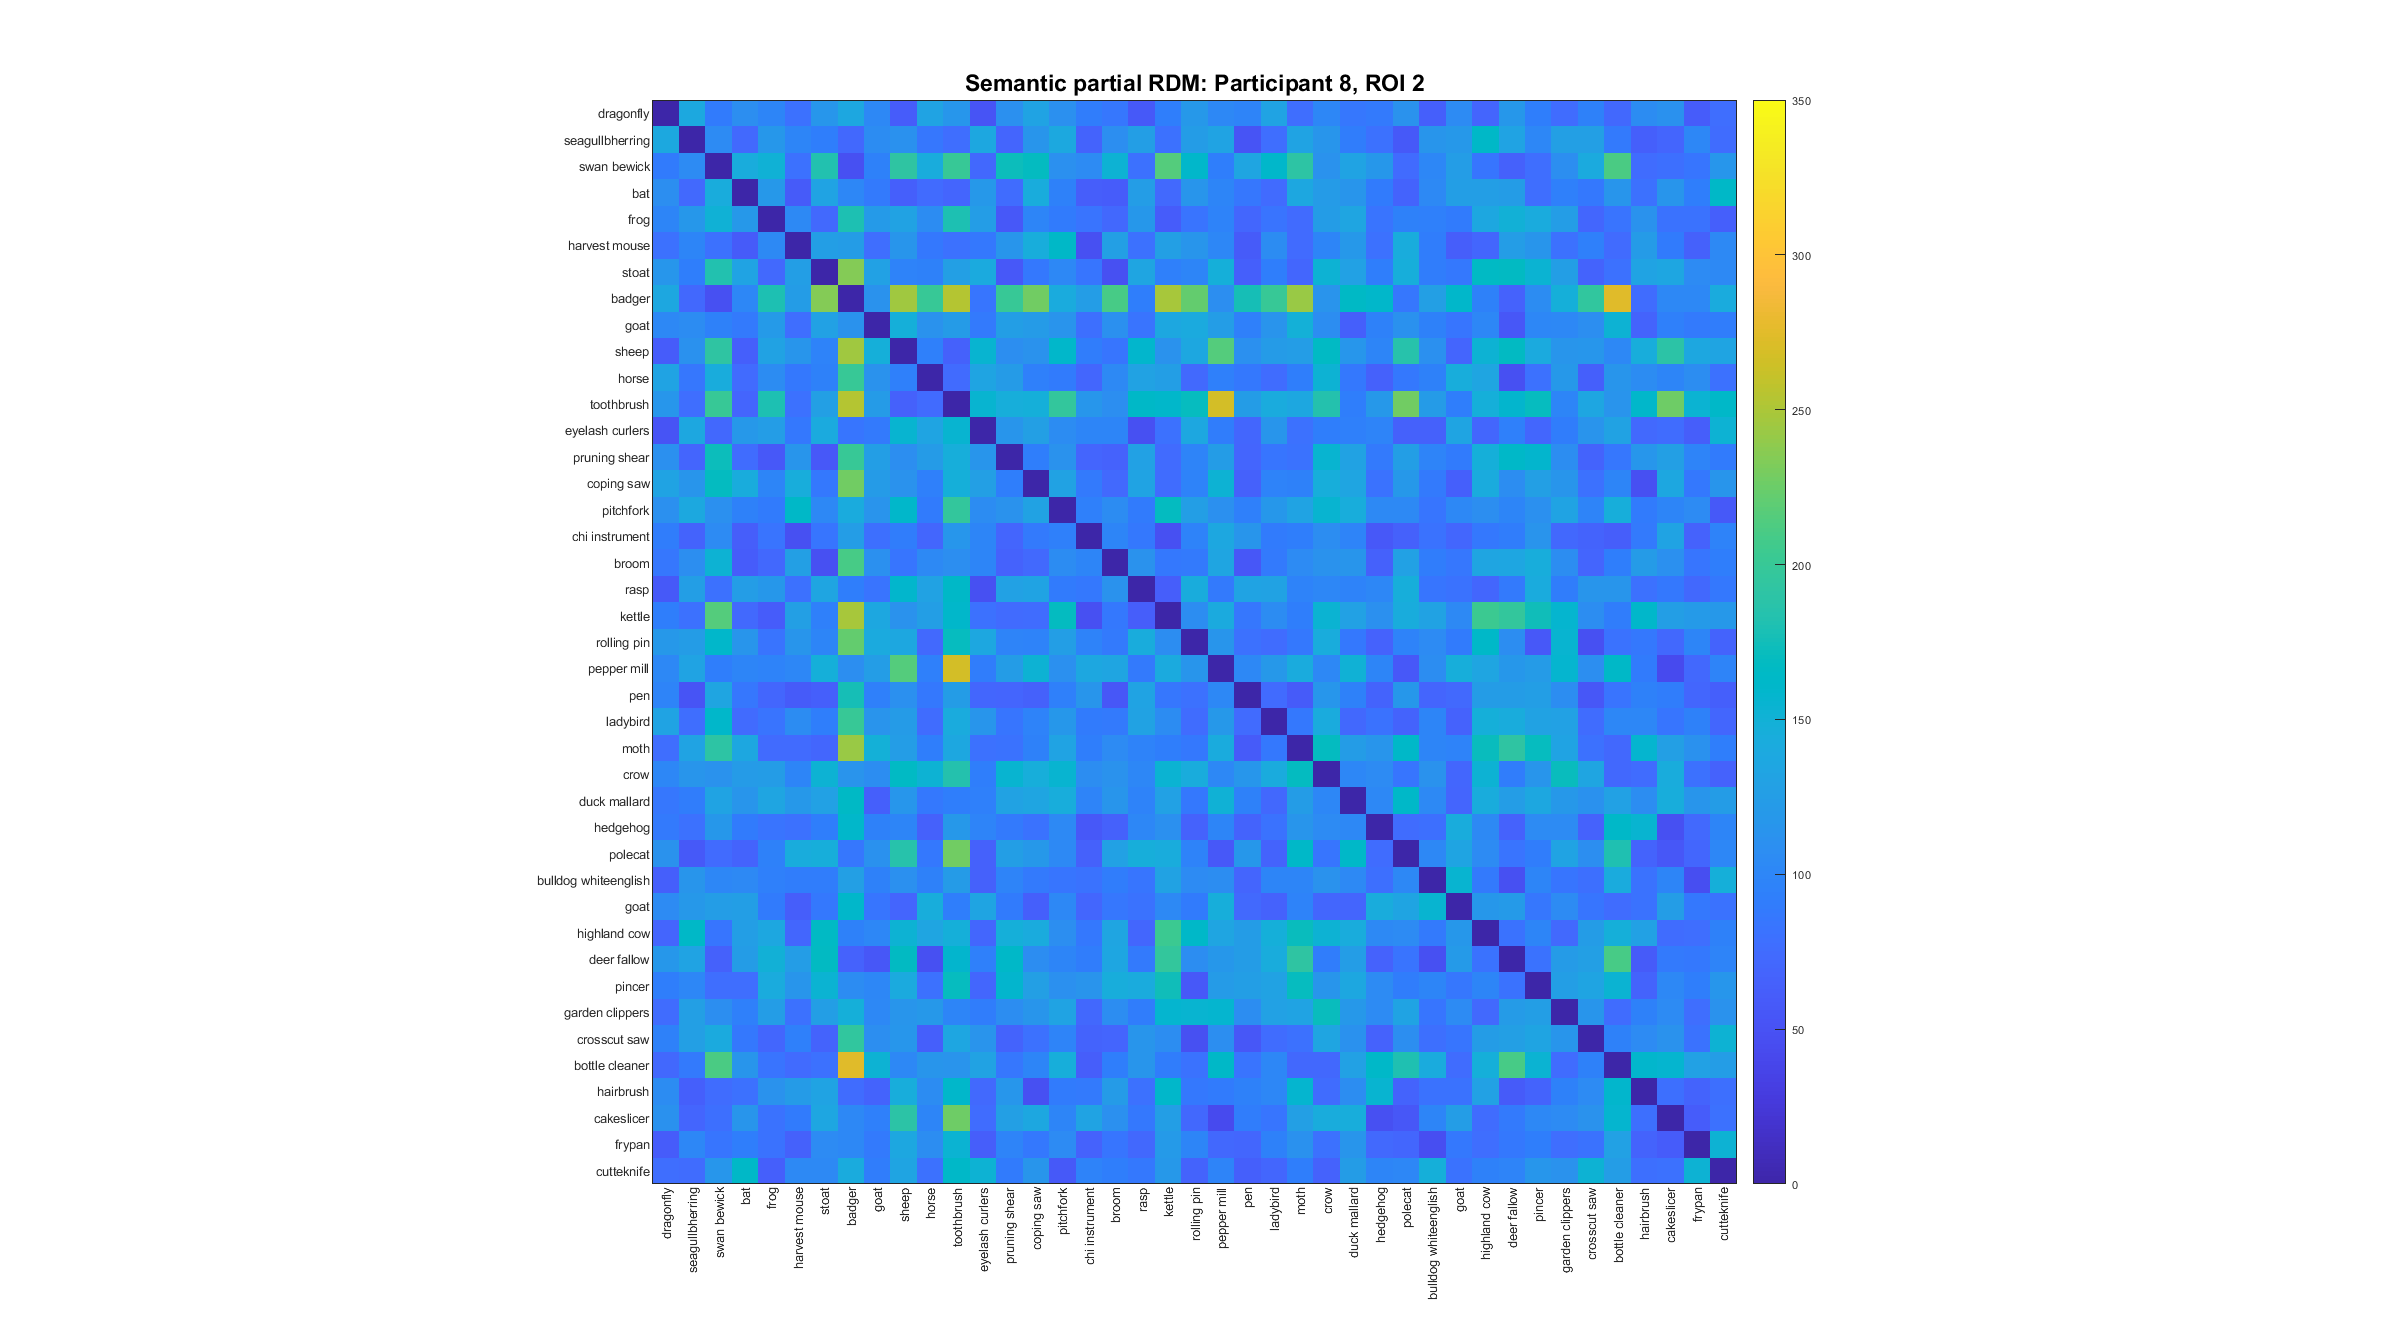 Semantic partial RDM: Participant 8, ROI 2
dragonfly
seagullbherring
swan bewick
bat
frog
harvest mouse
stoat
badger
goat
sheep
horse
toothbrush
eyelash curlers
pruning shear
coping saw
pitchfork
chi instrument
broom
rasp
kettle
rolling pin
pepper mill
pen
ladybird
moth
crow
duck mallard
hedgehog
polecat
bulldog whiteenglish
goat
highland cow
deer fallow
pincer
garden clippers
crosscut saw
bottle cleaner
hairbrush
cakeslicer
frypan
cutteknife
dragonfly
seagullbherring
swan bewick
bat
frog
harvest mouse
stoat
badger
goat
sheep
horse
toothbrush
eyelash curlers
pruning shear
coping saw
pitchfork
chi instrument
broom
rasp
kettle
rolling pin
pepper mill
pen
ladybird
moth
crow
duck mallard
hedgehog
polecat
bulldog whiteenglish
goat
highland cow
deer fallow
pincer
garden clippers
crosscut saw
bottle cleaner
hairbrush
cakeslicer
frypan
cutteknife
350
300
250
200
150
100
50
0